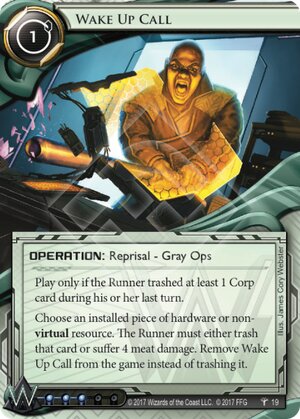 Wake Up Call
1
OPERATION: Reprisal - Gray Ops
Play only if the Runner trashed at least 1 Corp
card during his or her last turn.
Choose an installed piece of hardware or non-
virtual resource. The Runner must either trash
that card or suffer 4 meat damage. Remove Wake
Up Call from the game instead of trashing it.
Illus. James Gory Webster
© 2017 Wizards of the Coast LLC. © 2017 FFG
19